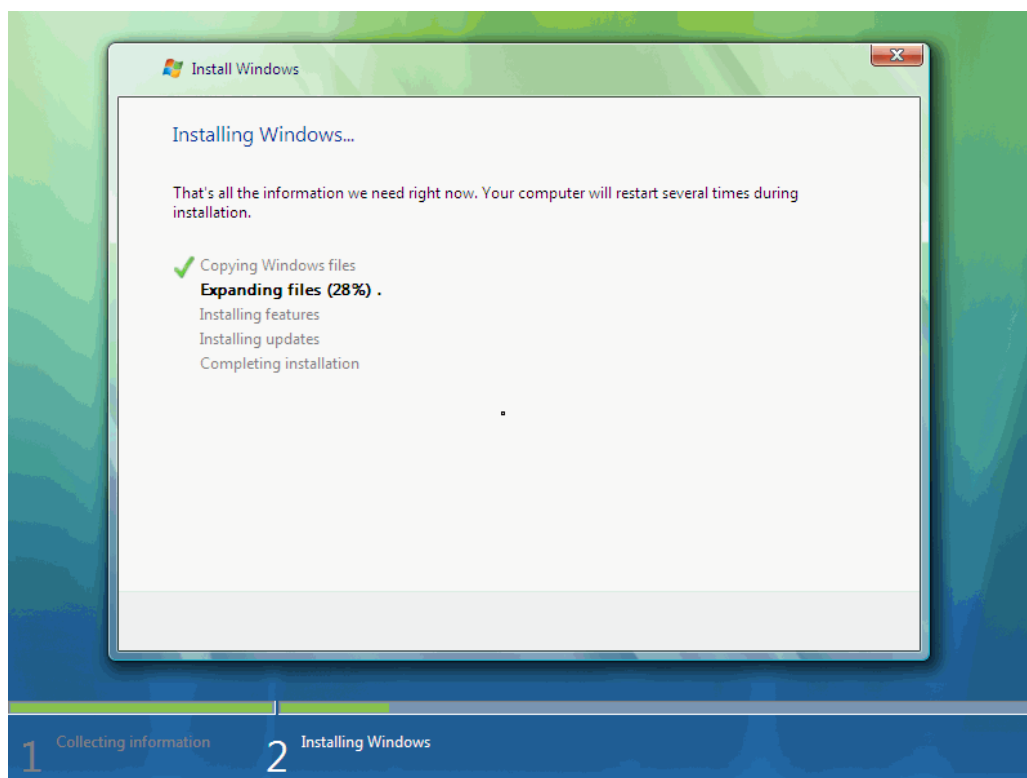 Install Windows
Installing Windows...
That's all the information we need right now. Your computer will restart several times during
installation.
Copying Windows files
Expanding files (28%) .
Installing features
Installing updates
Completing installation
1 Collecting information 2 Installing Windows